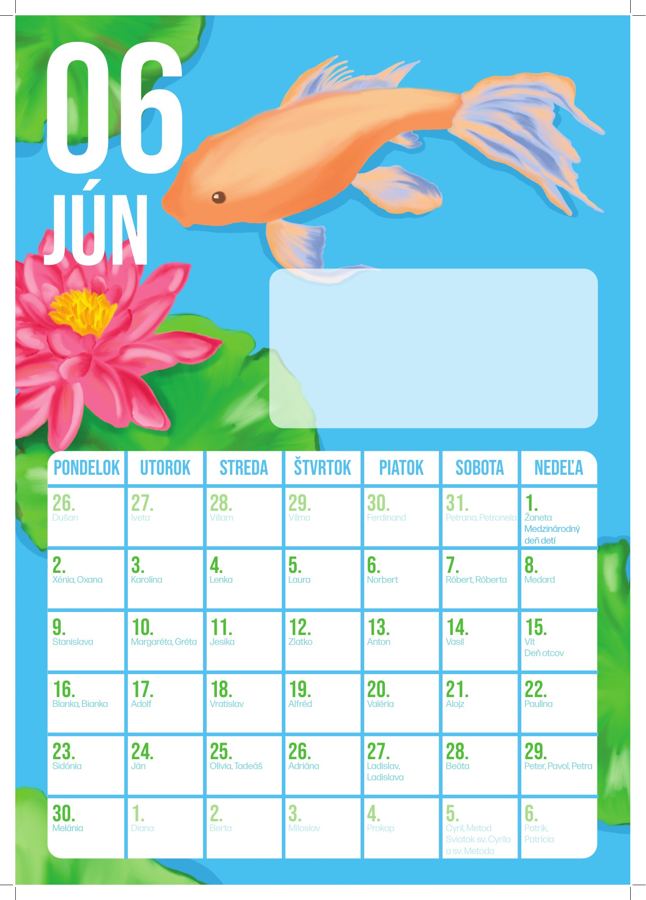 06
JÚN
PONDELOK UTOROK STREDA ŠTVRTOK PIATOK SOBOTA NEDEĽA
26. 27. 28. 29. 30. 31. 1.
Dušan Iveta Viliam Vilma Ferdinand Petrana, Petronela Žaneta
Medzinárodný
deň detí
2. 3. 4. 5. 6. 7. 8.
Xénia, Oxana Karolína Lenka Laura Norbert Róbert, Róberta Medard
9. 10. 11. 12. 13. 14. 15.
Stanislava Margaréta, Gréta Jesika Zlatko Anton Vasil Vít
Deň otcov
16. 17. 18. 19. 20. 21. 22.
Blanka, Bianka Adolf Vratislav Alfréd Valéria Alojz Paulína
23. 24. 25. 26. 27. 28. 29.
Sidónia Ján Olívia, Tadeáš Adriána Ladislav, Beáta Peter, Pavol, Petra
Ladislava
30. 1. 2. 3. 4. 5. 6.
Melánia Diana Berta Miloslav Prokop Cyril, Metod Patrik,
Sviatok sv. Cyrila Patrícia
a sv. Metoda